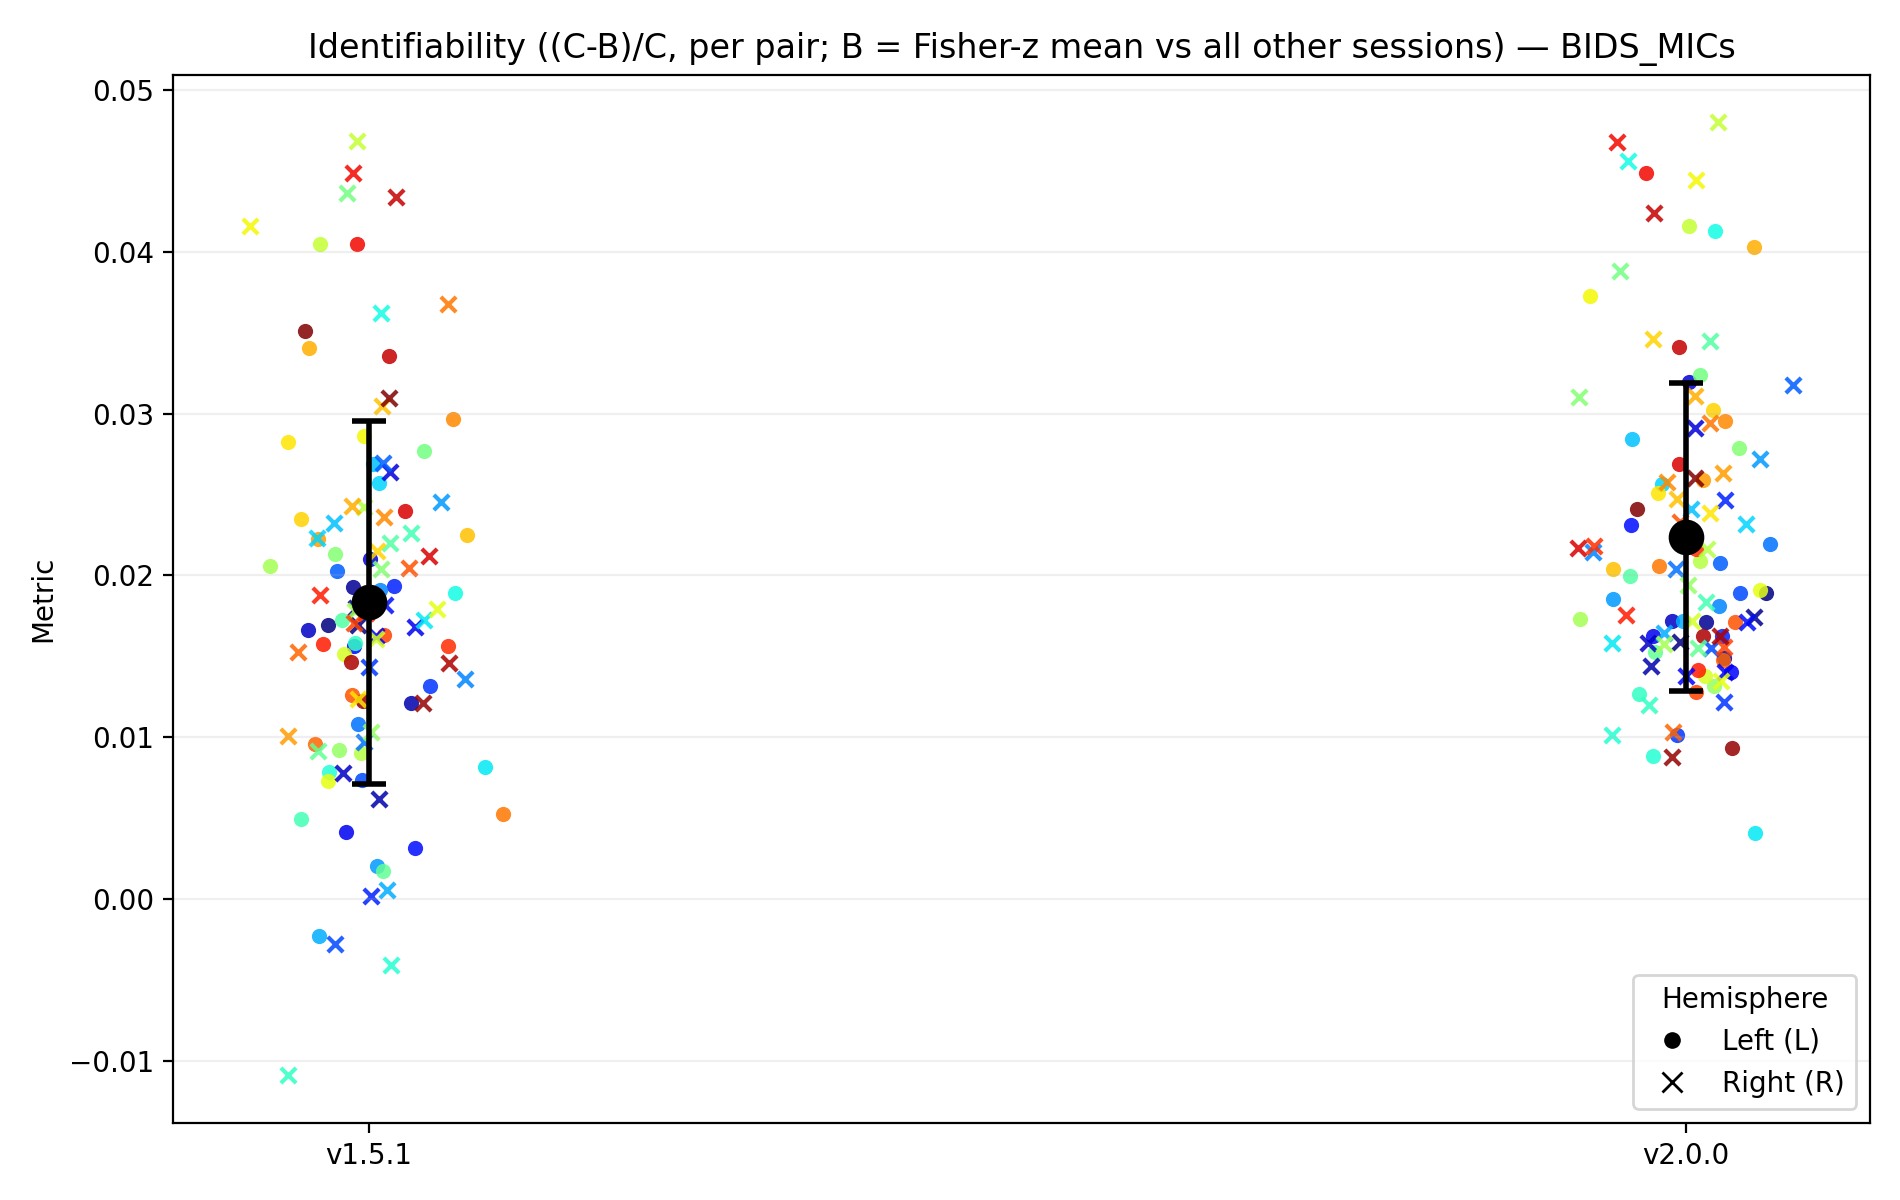 Identifiability ((C-B)/C, per pair; B = Fisher-z mean vs all other sessions) — BIDS_MICs
Metric
0.05
0.04
0.03
0.02
0.01
0.00
−0.01
v1.5.1
v2.0.0
Hemisphere
Left (L)
Right (R)